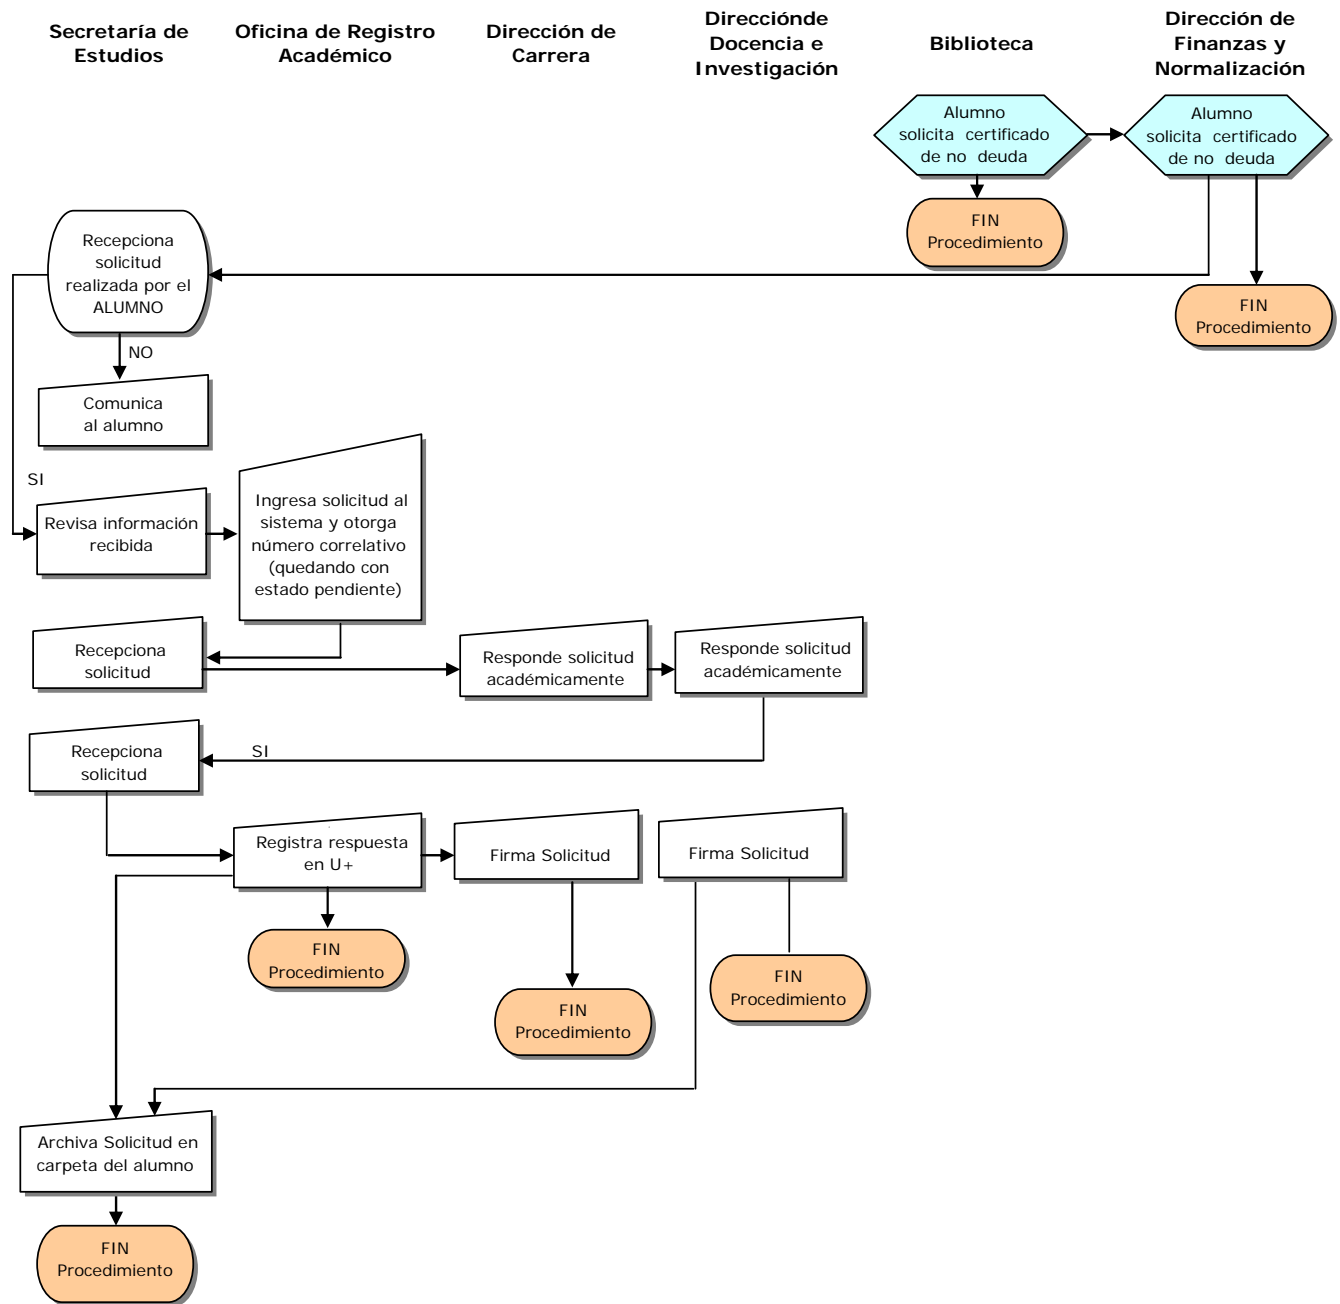 Secretaría de
Estudios
Oficina de Registro
Académico
Dirección de
Carrera
Direcciónde
Docencia e
Investigación
Biblioteca
Dirección de
Finanzas y
Normalización
Alumno
solicita certificado
de no deuda
Alumno
solicita certificado
de no deuda
FIN
Procedimiento
FIN
Procedimiento
Recepciona
solicitud
realizada por el
ALUMNO
NO
Comunica
al alumno
SI
Revisa información
recibida
Ingresa solicitud al
sistema y otorga
número correlativo
(quedando con
estado pendiente)
Recepciona
solicitud
Responde solicitud
académicamente
Responde solicitud
académicamente
Recepciona
solicitud
SI
Registra respuesta
en U+
Firma Solicitud
Firma Solicitud
FIN
Procedimiento
FIN
Procedimiento
FIN
Procedimiento
Archiva Solicitud en
carpeta del alumno
FIN
Procedimiento